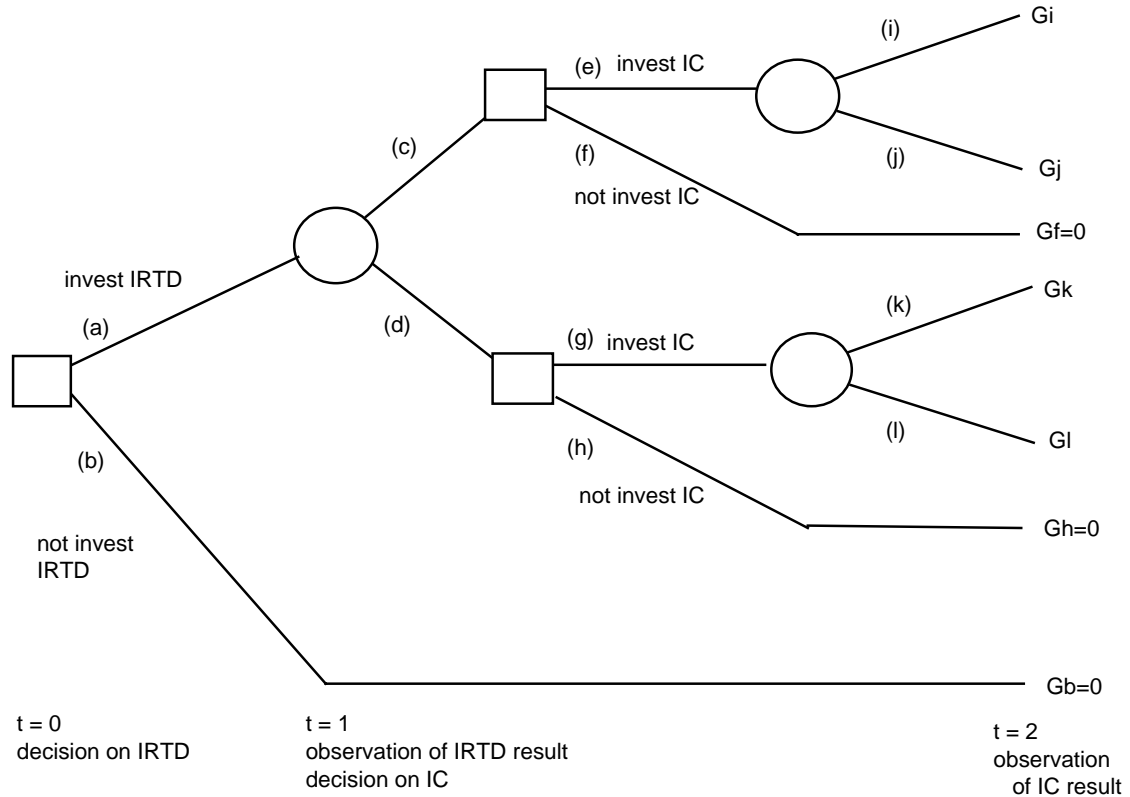 Gi
(i)
(e) invest IC
(c)
(f)
(j)
Gj
not invest IC
Gf=0
invest IRTD
(k)
Gk
(a)
(d)
(g) invest IC
(l)
Gl
(b)
(h)
not invest IC
Gh=0
not invest
IRTD
Gb=0
t = 0
decision on IRTD
t = 1
observation of IRTD result
decision on IC
t = 2
observation
of IC result